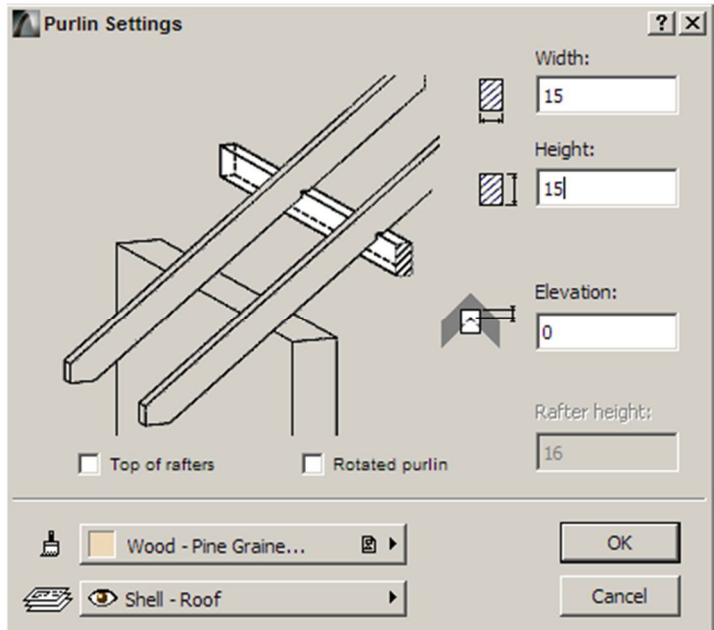 Purlin Settings
Width:
15
Height:
15
Elevation:
0
Rafter height:
16
Top of rafters
Rotated purlin
Wood - Pine Graine...
OK
Shell - Roof
Cancel